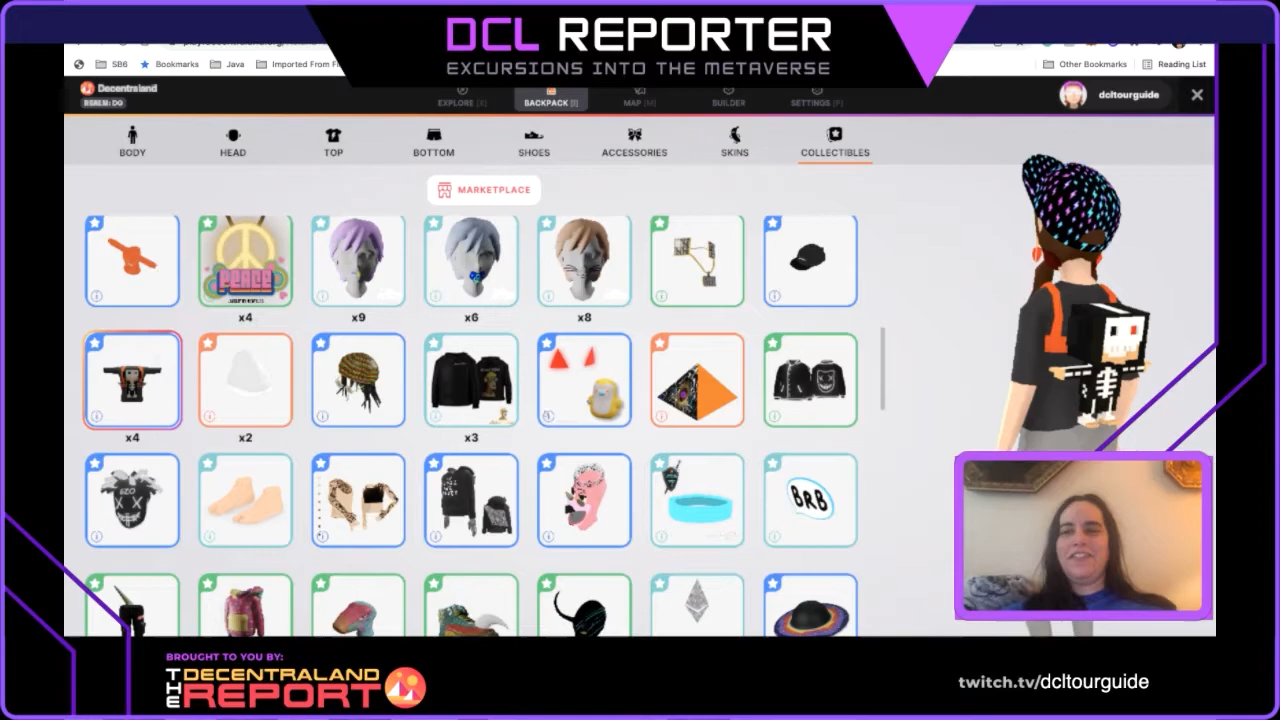 DCL REPORTER
EXCURSIONS INTO THE METAVERSE
SB6
Bookmarks
Java
Other Bookmarks
Reading List
Decentraland
REALM: DG
EXPLORE [X]
BACKPACK [I]
MAP [M]
BUILDER
SETTINGS [P]
dcltourguide
BODY
HEAD
TOP
BOTTOM
SHOES
ACCESSORIES
SKINS
COLLECTIBLES
MARKETPLACE
PEACE
x4
x9
x6
x8
x4
x2
x3
BRB
BROUGHT TO YOU BY:
THE DECENTRALAND
REPORT
twitch.tv/dcltourguide